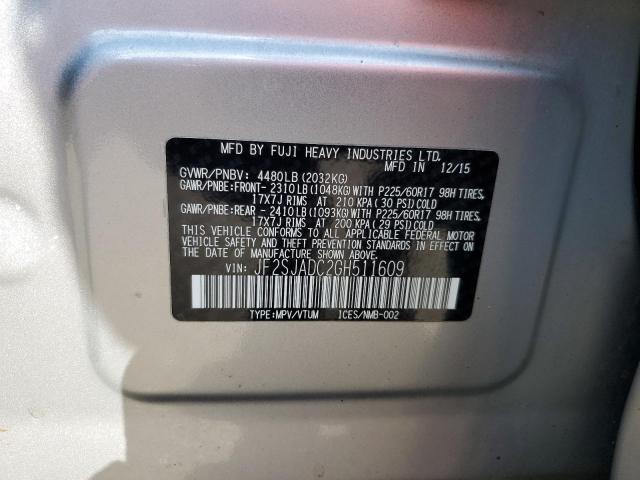 MFD BY FUJI HEAVY INDUSTRIES LTD.
MFD IN 12/15
GVWR/PNBV: 4480LB (2032KG)
GAWR/PNBE:FRONT- 2310LB (1048KG) WITH P225/60R17 98H TIRES,
17X7J RIMS AT 210 KPA ( 30 PSI) COLD
GAWR/PNBE:REAR - 2410LB (1093KG) WITH P225/60R17 98H TIRES,
17X7J RIMS AT 200 KPA ( 29 PSI) COLD
THIS VEHICLE CONFORMS TO ALL APPLICABLE FEDERAL MOTOR
VEHICLE SAFETY AND THEFT PREVENTION STANDARDS IN EFFECT ON
THE DATE OF MANUFACTURE SHOWN ABOVE.
VIN: JF2SJADC2GH511609
TYPE:MPV/VTUM ICES/NMB-002